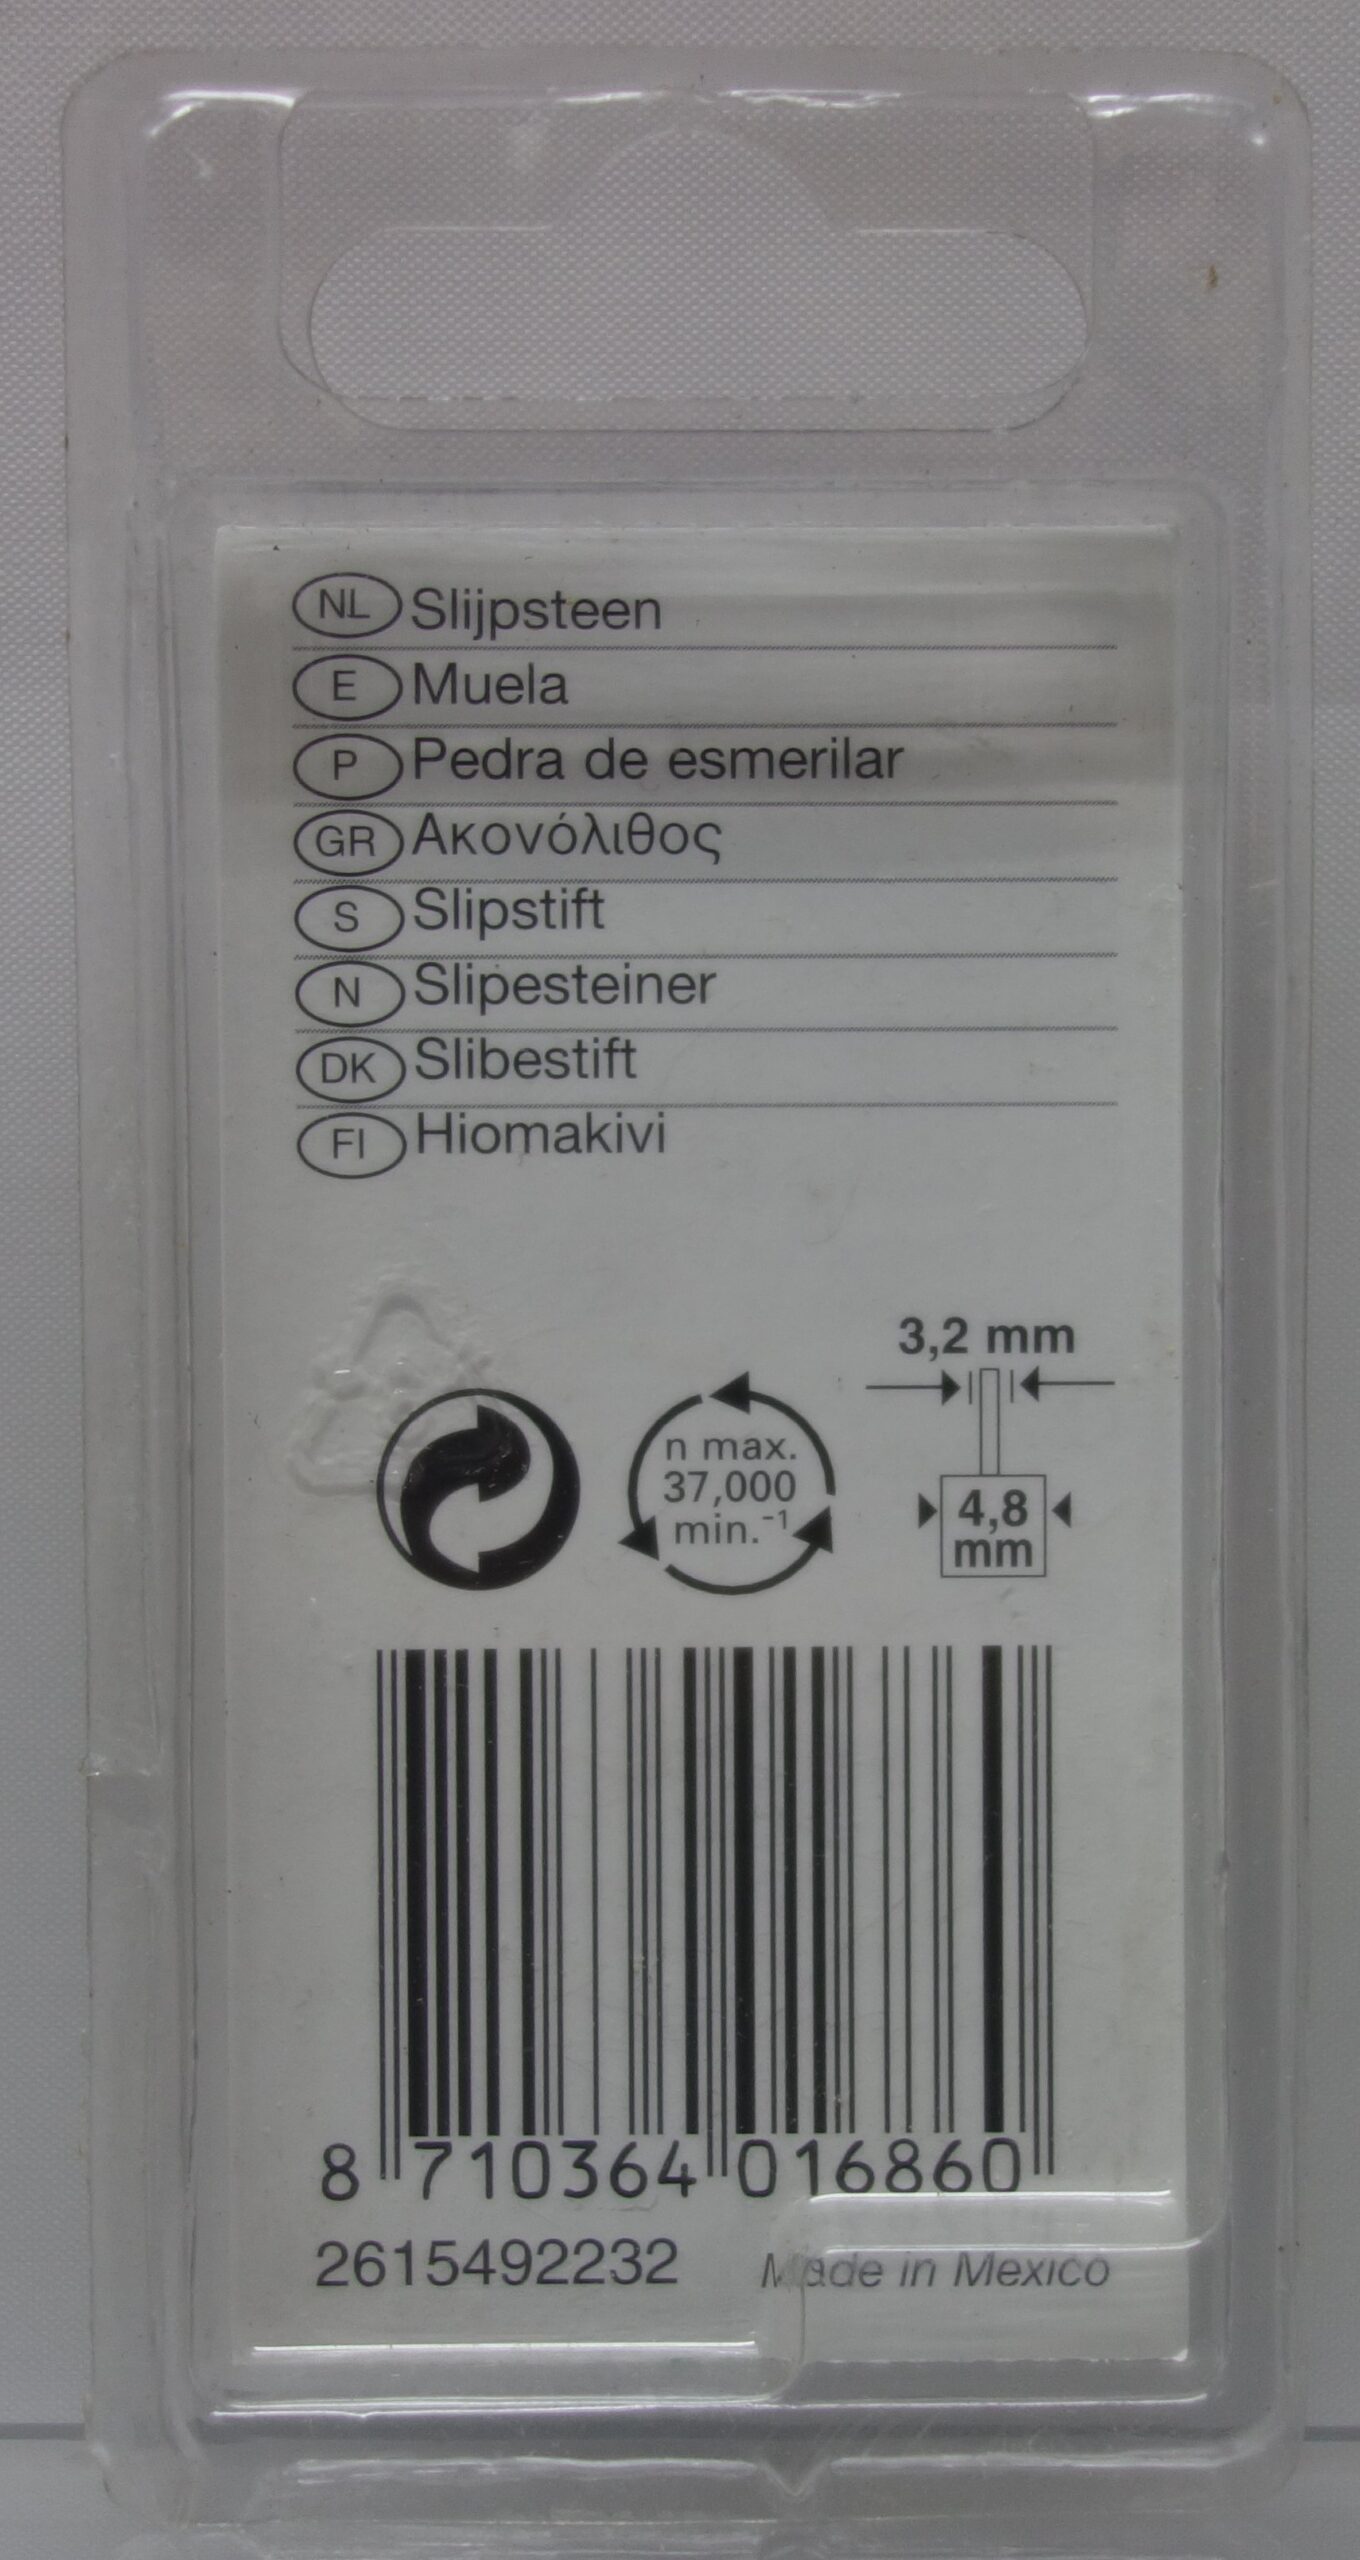 NL Slijpsteen
E Muela
P Pedra de esmerilar
GR Ακονόλιθος
S Slipstift
N Slipesteiner
DK Slibestift
FI Hiomakivi
3,2 mm
n max.
37,000
min.⁻¹
4,8
mm
8 710364 016860
2615492232 Made in Mexico